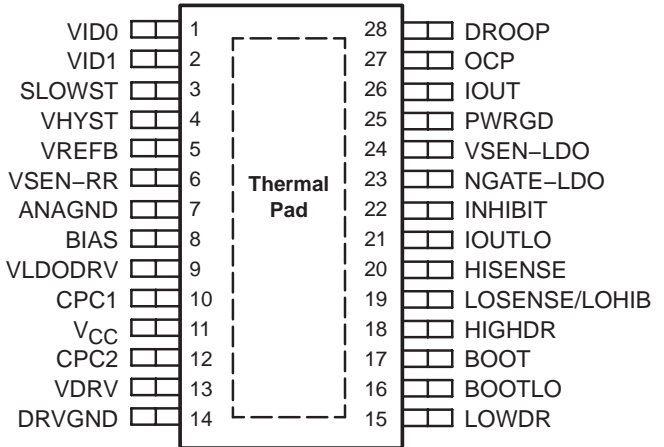 VID0 1 28 DROOP
VID1 2 27 OCP
SLOWST 3 26 IOUT
VHYST 4 25 PWRGD
VREFB 5 24 VSEN−LDO
VSEN−RR 6 Thermal 23 NGATE−LDO
ANAGND 7 Pad 22 INHIBIT
BIAS 8 21 IOUTLO
VLDODRV 9 20 HISENSE
CPC1 10 19 LOSENSE/LOHIB
VCC 11 18 HIGHDR
CPC2 12 17 BOOT
VDRV 13 16 BOOTLO
DRVGND 14 15 LOWDR